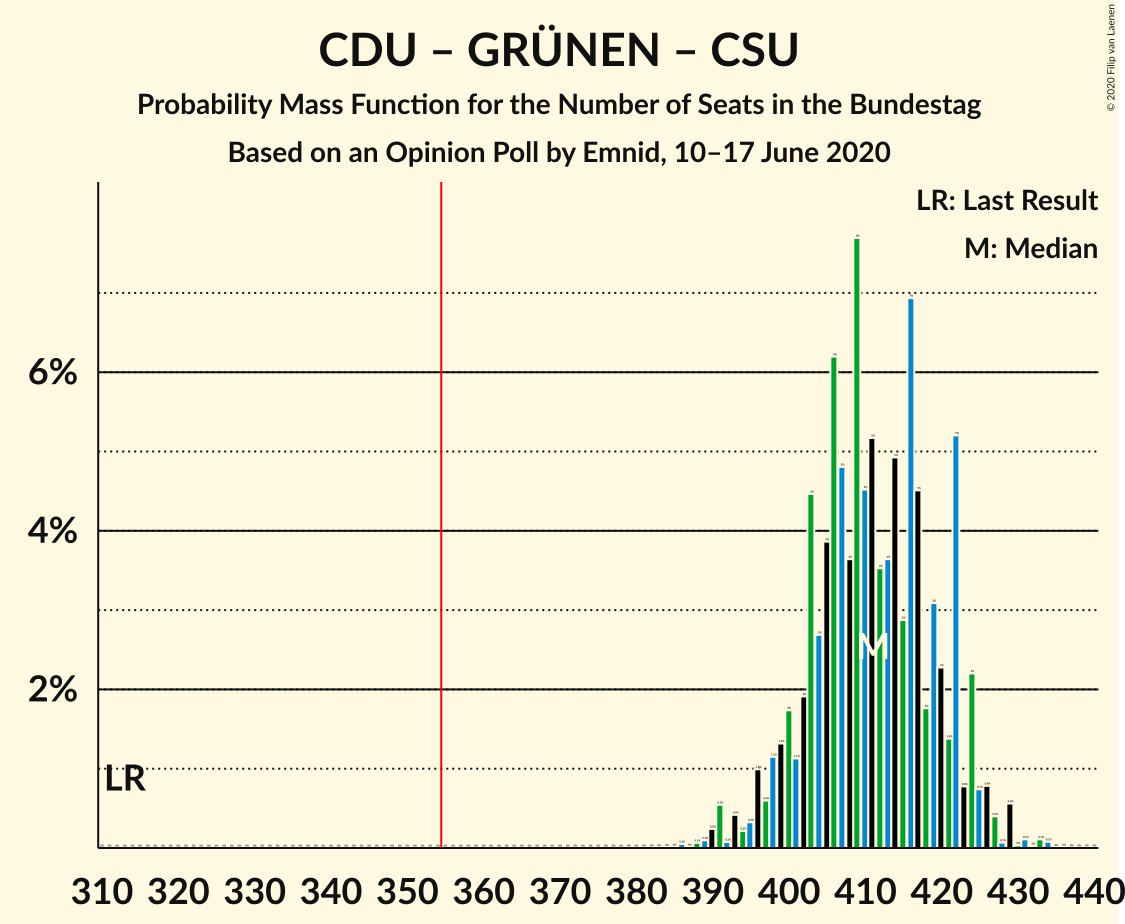 CDU – GRÜNEN – CSU
Probability Mass Function for the Number of Seats in the Bundestag
Based on an Opinion Poll by Emnid, 10–17 June 2020
© 2020 Filip van Laenen
LR: Last Result
M: Median
6%
4%
2%
M
LR
310 320 330 340 350 360 370 380 390 400 410 420 430 440